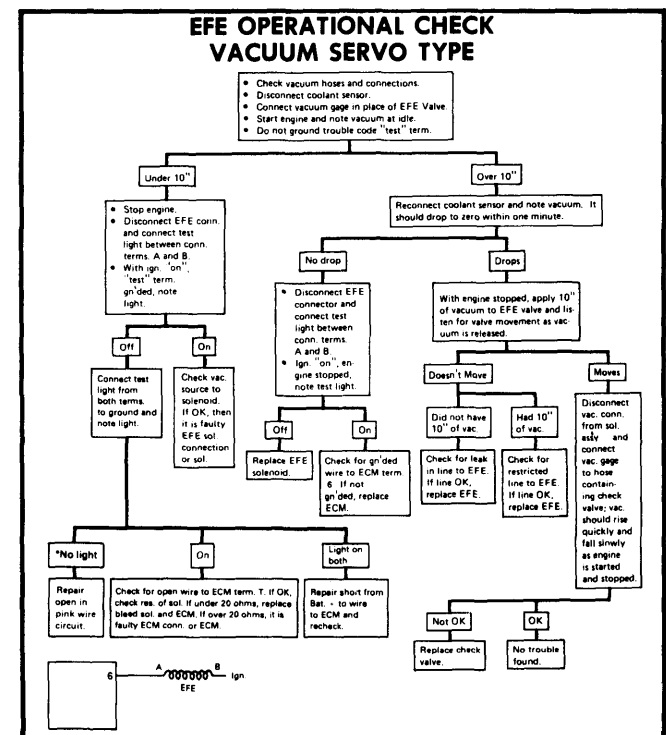 EFE OPERATIONAL CHECK
VACUUM SERVO TYPE
• Check vacuum hoses and connections.
• Disconnect coolant sensor.
• Connect vacuum gage in place of EFE Valve.
• Start engine and note vacuum at idle.
• Do not ground trouble code "test" term.
Under 10"
• Stop engine.
• Disconnect EFE conn.
and connect test
light between conn.
terms. A and B.
• With ign. "on",
"test" term.
gn'ded, note
light.
Off
Connect test
light from
both terms.
to ground and
note light.
On
Check vac.
source to
solenoid.
If OK, then
it is faulty
EFE sol.
connection
or sol.
*No light
Repair
open in
pink wire
circuit.
On
Check for open wire to ECM term. T. If OK,
check res. of sol. If under 20 ohms, replace
bleed sol. and ECM. If over 20 ohms, it is
faulty ECM conn. or ECM.
Light on
both
Repair short from
Bat. + to wire
to ECM and
recheck.
Over 10"
Reconnect coolant sensor and note vacuum. It
should drop to zero within one minute.
No drop
• Disconnect EFE
connector and
connect test
light between
conn. terms.
A and B.
• Ign. "on", en-
gine stopped,
note test light.
Off
Replace EFE
solenoid.
On
Check for gn'ded
wire to ECM term.
6. If not
gn'ded, replace
ECM.
Drops
With engine stopped, apply 10"
of vacuum to EFE valve and lis-
ten for valve movement as vac-
uum is released.
Doesn't Move
Did not have
10" of vac.
Check for leak
in line to EFE.
If line OK,
replace EFE.
Had 10"
of vac.
Check for
restricted
line to EFE.
If line OK,
replace EFE.
Moves
Disconnect
vac. conn.
from sol.
ass'y and
connect
vac. gage
to hose
contain-
ing check
valve; vac.
should rise
quickly and
fall slowly
as engine
is started
and stopped.
Not OK
Replace check
valve.
OK
No trouble
found.
6 A B Ign
EFE